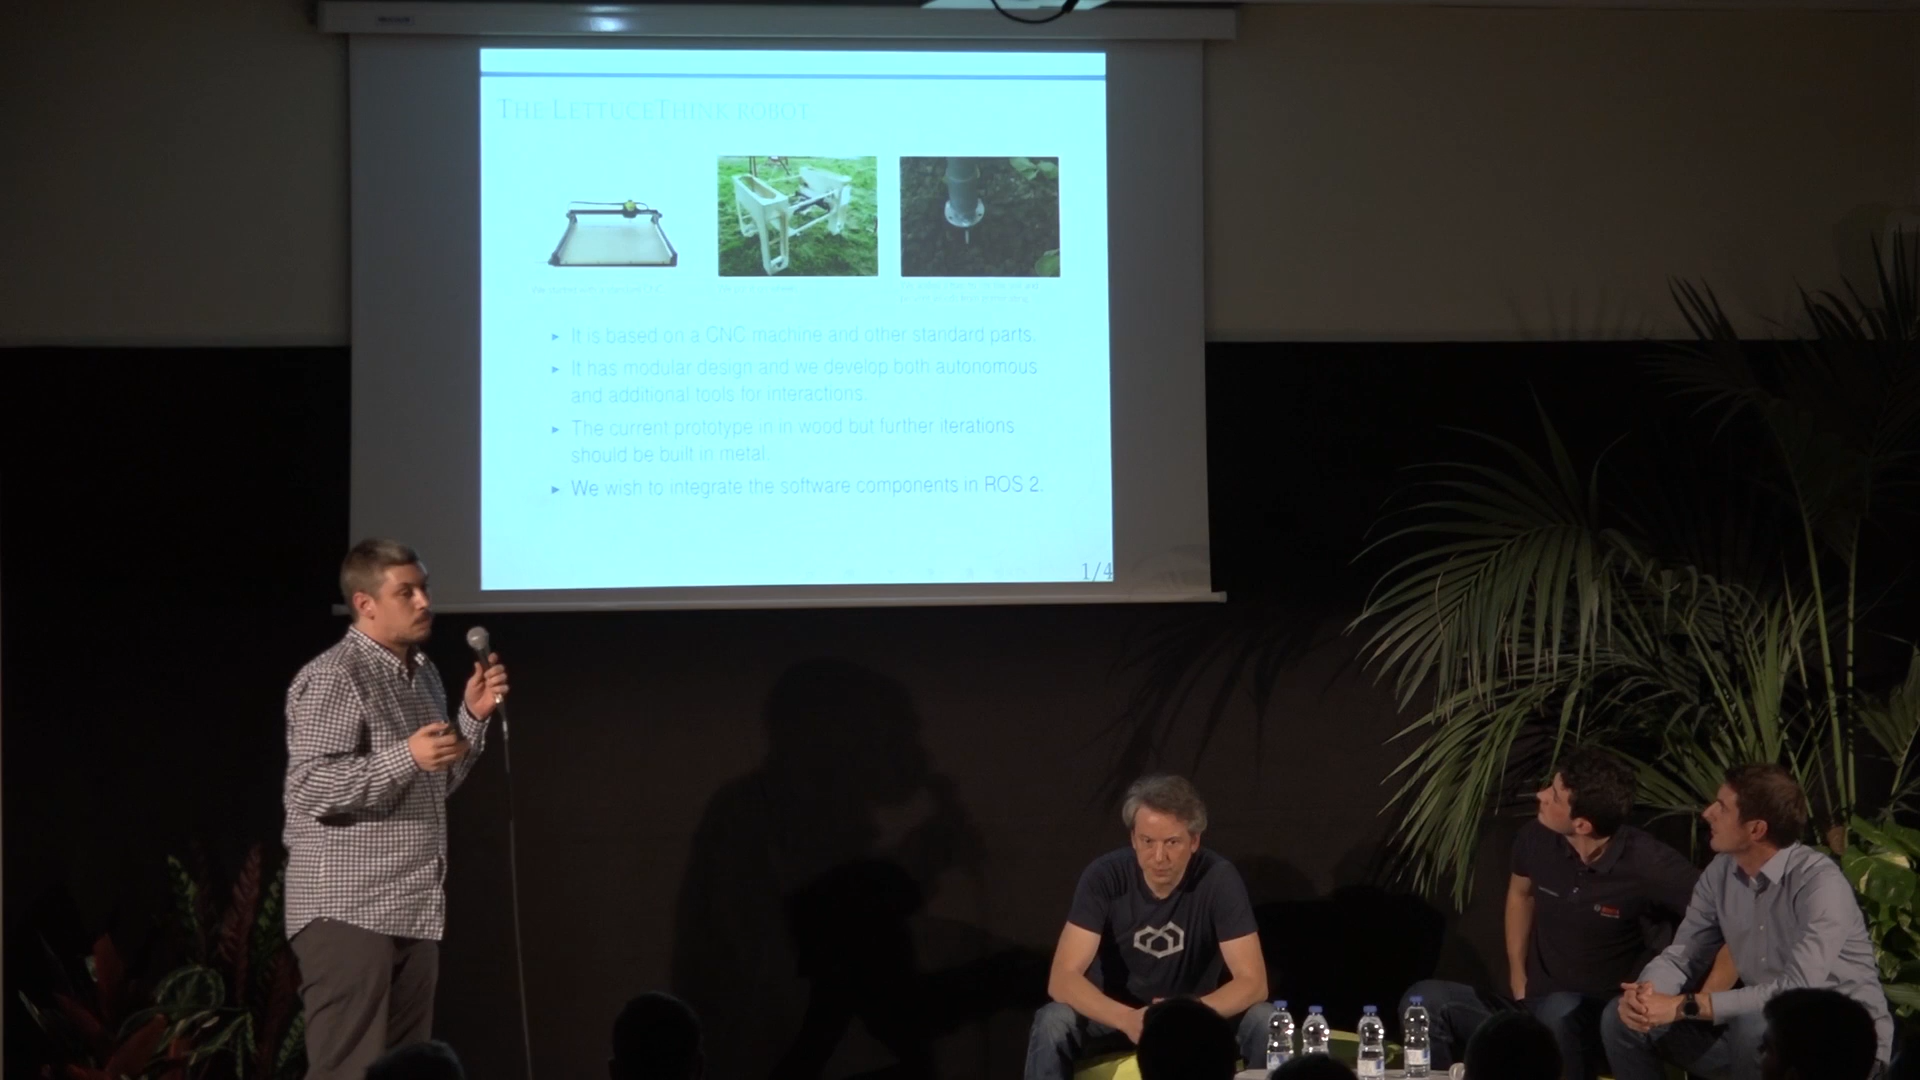 THE LETTUCETHINK ROBOT
► It is based on a CNC machine and other standard parts.
► It has modular design and we develop both autonomous
and additional tools for interactions.
► The current prototype in in wood but further iterations
should be built in metal.
► We wish to integrate the software components in ROS 2.
1/4